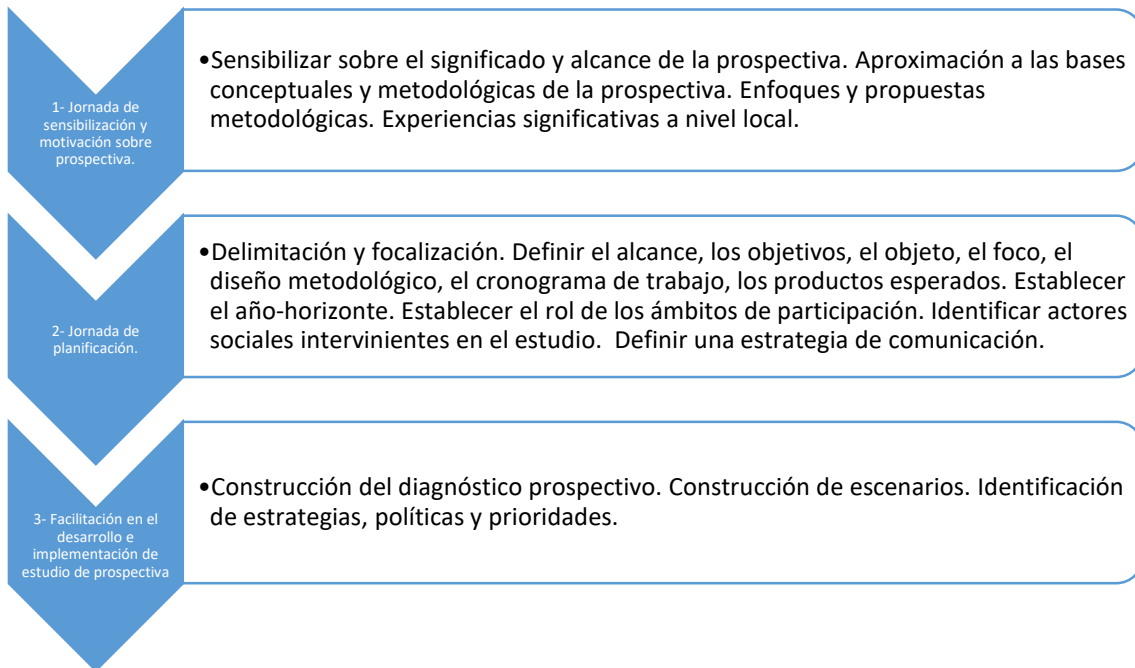 1- Jornada de
sensibilización y
motivación sobre
prospectiva.
•Sensibilizar sobre el significado y alcance de la prospectiva. Aproximación a las bases
conceptuales y metodológicas de la prospectiva. Enfoques y propuestas
metodológicas. Experiencias significativas a nivel local.
2- Jornada de
planificación.
•Delimitación y focalización. Definir el alcance, los objetivos, el objeto, el foco, el
diseño metodológico, el cronograma de trabajo, los productos esperados. Establecer
el año-horizonte. Establecer el rol de los ámbitos de participación. Identificar actores
sociales intervinientes en el estudio.  Definir una estrategia de comunicación.
3- Facilitación en el
desarrollo e
implementación de
estudio de prospectiva
•Construcción del diagnóstico prospectivo. Construcción de escenarios. Identificación
de estrategias, políticas y prioridades.